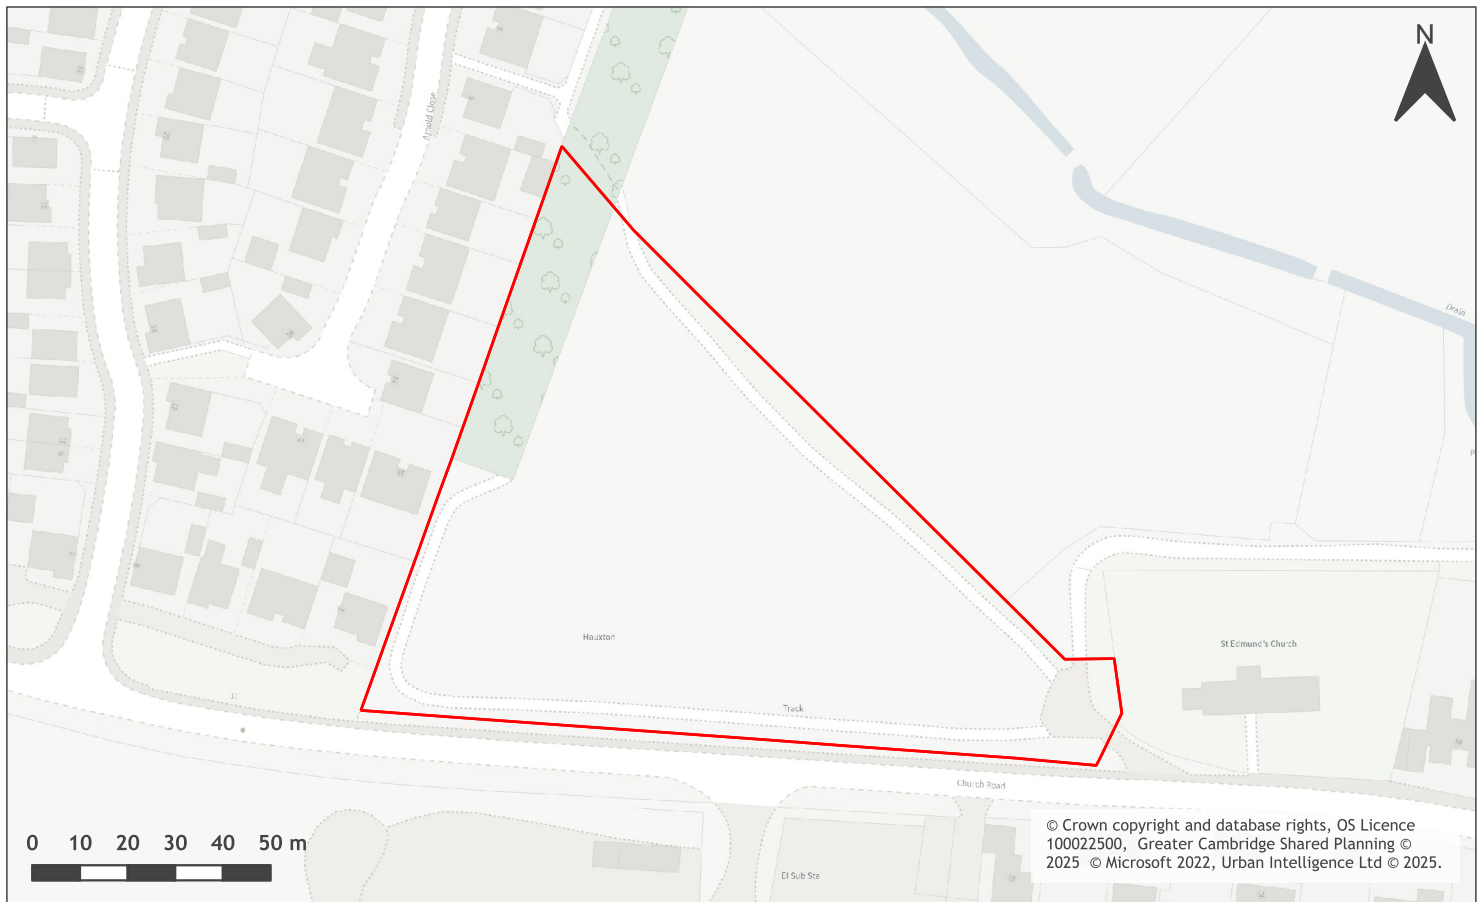 N
Arnold Close
Drain
Hauxton
St Edmund's Church
Track
11
Church Road
El Sub Sta
0 10 20 30 40 50 m
© Crown copyright and database rights, OS Licence
100022500, Greater Cambridge Shared Planning ©
2025 © Microsoft 2022, Urban Intelligence Ltd © 2025.